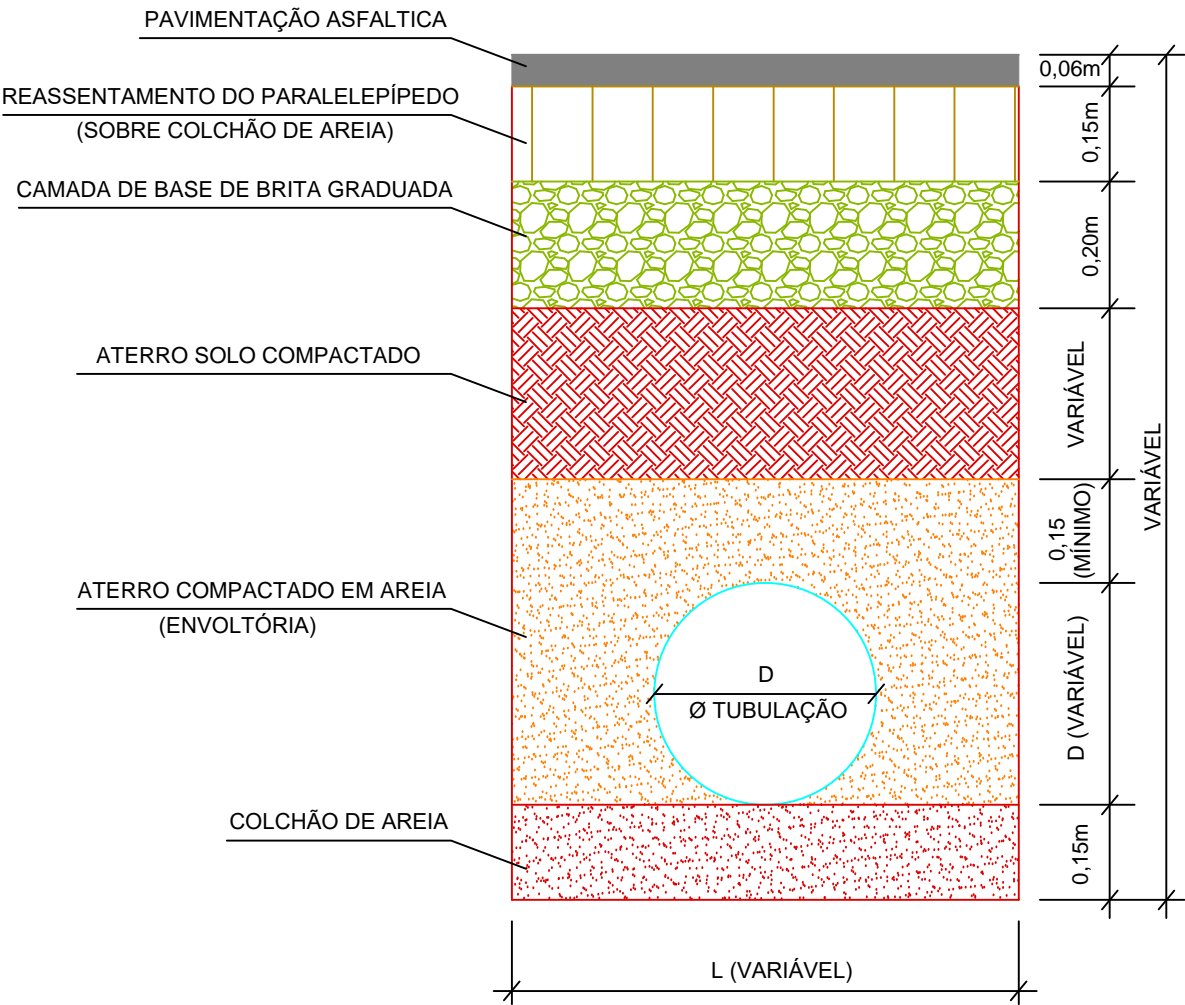 PAVIMENTAÇÃO ASFALTICA
0,06m
REASSENTAMENTO DO PARALELEPÍPEDO
(SOBRE COLCHÃO DE AREIA)
0,15m
CAMADA DE BASE DE BRITA GRADUADA
0,20m
ATERRO SOLO COMPACTADO
VARIÁVEL
VARIÁVEL
0,15
(MÍNIMO)
ATERRO COMPACTADO EM AREIA
(ENVOLTÓRIA)
D
Ø TUBULAÇÃO
D (VARIÁVEL)
COLCHÃO DE AREIA
0,15m
L (VARIÁVEL)